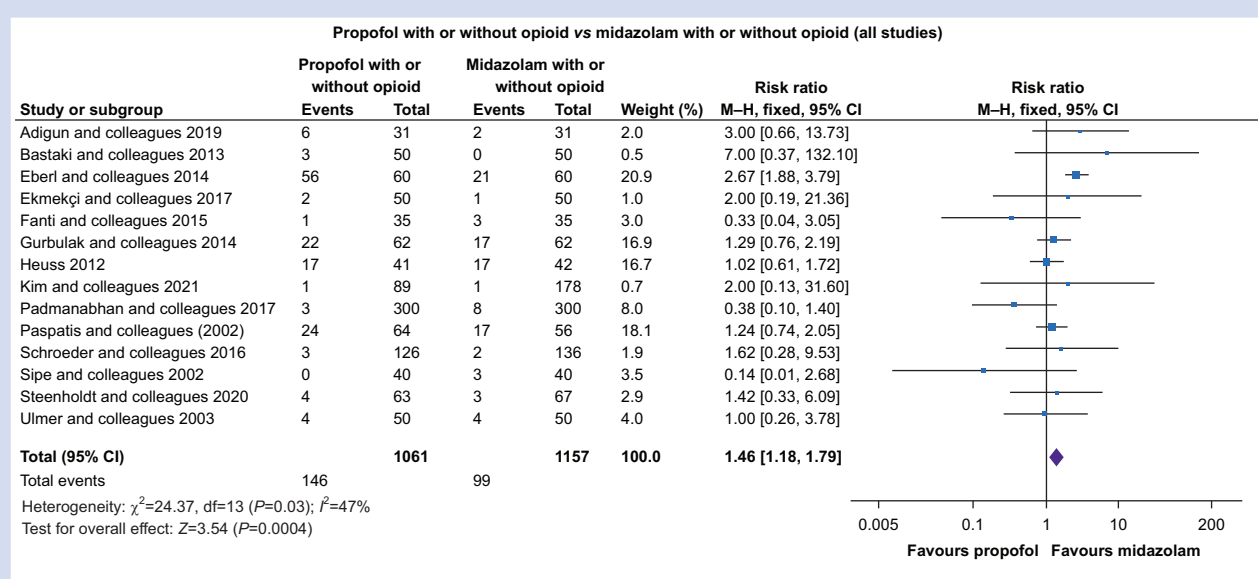 Propofol with or without opioid vs midazolam with or without opioid (all studies)
Propofol with or without opioid Midazolam with or without opioid Risk ratio Risk ratio
Study or subgroup Events Total Events Total Weight (%) M–H, fixed, 95% CI M–H, fixed, 95% CI
Adigun and colleagues 2019 6 31 2 31 2.0 3.00 [0.66, 13.73]
Bastaki and colleagues 2013 3 50 0 50 0.5 7.00 [0.37, 132.10]
Eberl and colleagues 2014 56 60 21 60 20.9 2.67 [1.88, 3.79]
Ekmekçi and colleagues 2017 2 50 1 50 1.0 2.00 [0.19, 21.36]
Fanti and colleagues 2015 1 35 3 35 3.0 0.33 [0.04, 3.05]
Gurbulak and colleagues 2014 22 62 17 62 16.9 1.29 [0.76, 2.19]
Heuss 2012 17 41 17 42 16.7 1.02 [0.61, 1.72]
Kim and colleagues 2021 1 89 1 178 0.7 2.00 [0.13, 31.60]
Padmanabhan and colleagues 2017 3 300 8 300 8.0 0.38 [0.10, 1.40]
Paspatis and colleagues (2002) 24 64 17 56 18.1 1.24 [0.74, 2.05]
Schroeder and colleagues 2016 3 126 2 136 1.9 1.62 [0.28, 9.53]
Sipe and colleagues 2002 0 40 3 40 3.5 0.14 [0.01, 2.68]
Steenholdt and colleagues 2020 4 63 3 67 2.9 1.42 [0.33, 6.09]
Ulmer and colleagues 2003 4 50 4 50 4.0 1.00 [0.26, 3.78]
Total (95% CI) 1061 1157 100.0 1.46 [1.18, 1.79]
Total events 146 99
Heterogeneity: χ²=24.37, df=13 (P=0.03); I²=47%
Test for overall effect: Z=3.54 (P=0.0004)
0.005 0.1 1 10 200
Favours propofol Favours midazolam